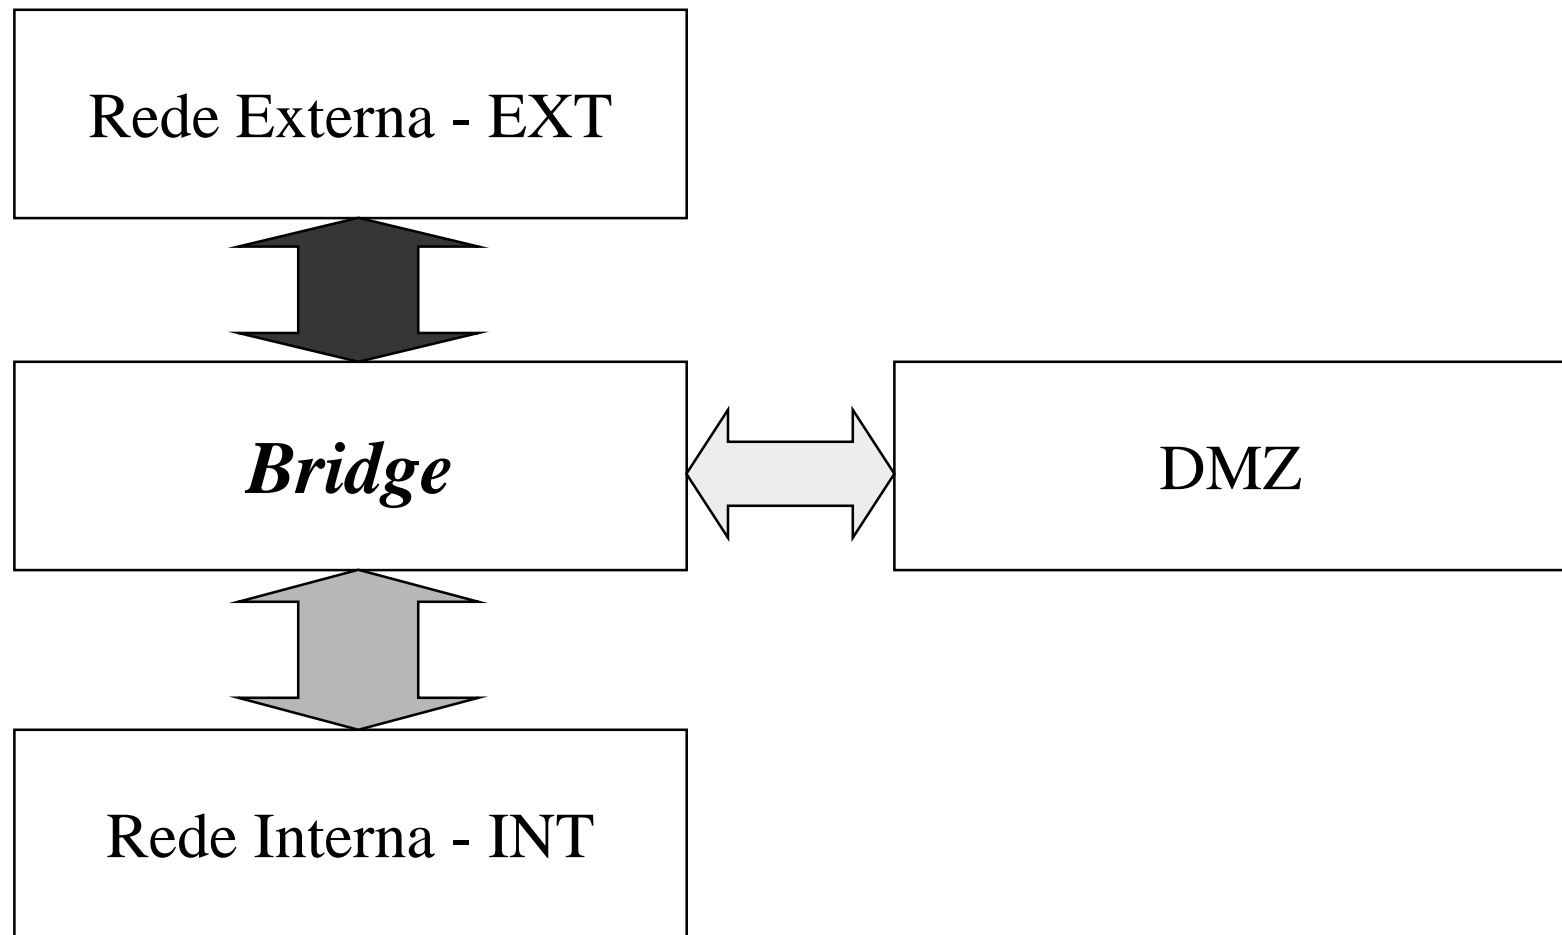 Rede Externa - EXT
Bridge
DMZ
Rede Interna - INT